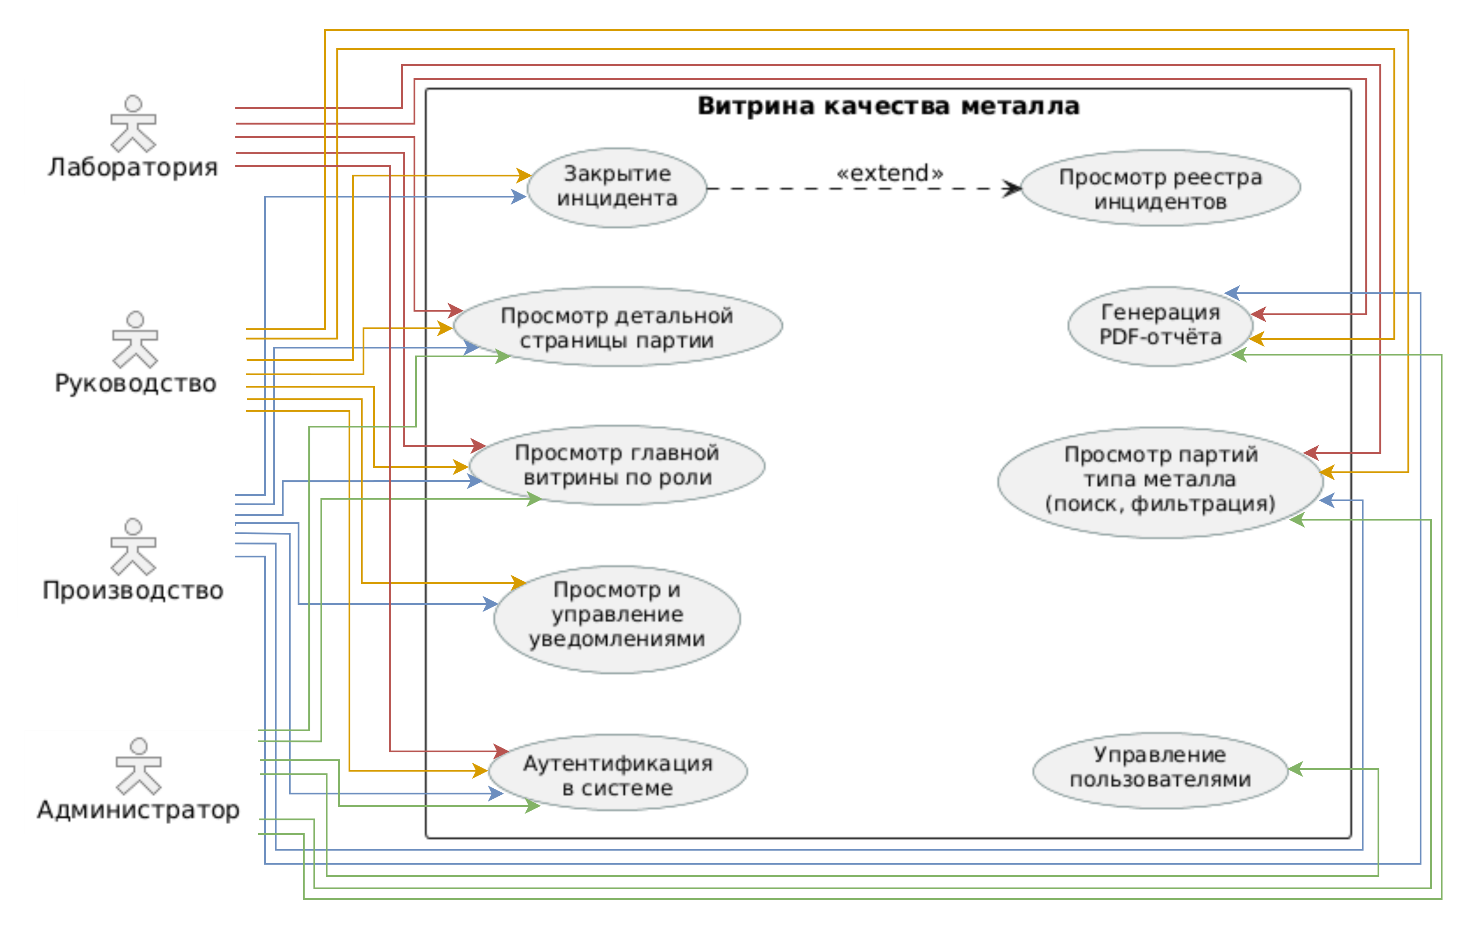 Витрина качества металла
Лаборатория
Закрытие
инцидента
«extend»
Просмотр реестра
инцидентов
Руководство
Просмотр детальной
страницы партии
Генерация
PDF-отчёта
Просмотр главной
витрины по роли
Просмотр партий
типа металла
(поиск, фильтрация)
Производство
Просмотр и
управление
уведомлениями
Администратор
Аутентификация
в системе
Управление
пользователями